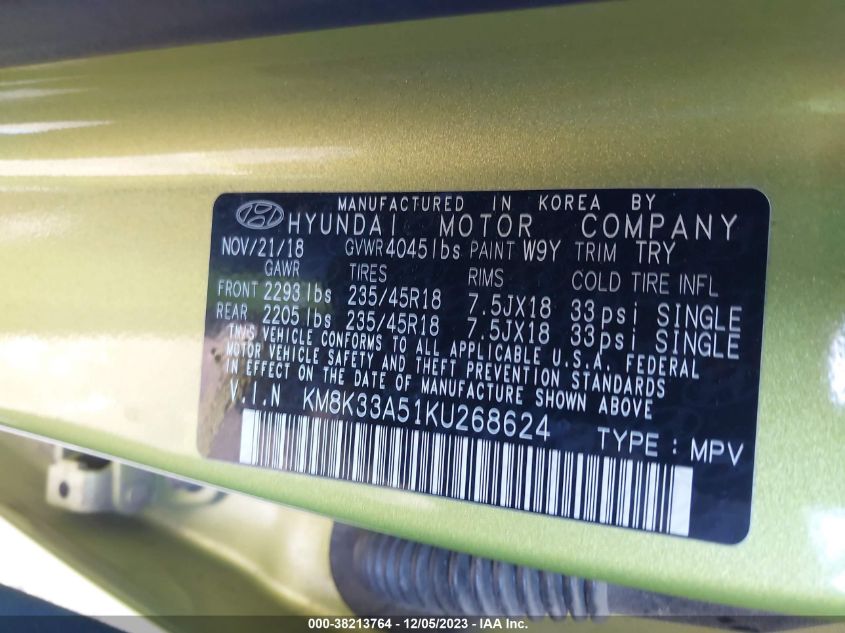 MANUFACTURED IN KOREA BY
HYUNDAI MOTOR COMPANY
NOV/21/18 GVWR 4045 lbs PAINT W9Y TRIM TRY
GAWR TIRES RIMS COLD TIRE INFL
FRONT 2293 lbs 235/45R18 7.5JX18 33 psi SINGLE
REAR 2205 lbs 235/45R18 7.5JX18 33 psi SINGLE
THIS VEHICLE CONFORMS TO ALL APPLICABLE U.S.A. FEDERAL
MOTOR VEHICLE SAFETY AND THEFT PREVENTION STANDARDS
IN EFFECT ON THE DATE OF MANUFACTURE SHOWN ABOVE
V.I.N KM8K33A51KU268624 TYPE : MPV
000-38213764 - 12/05/2023 - IAA Inc.